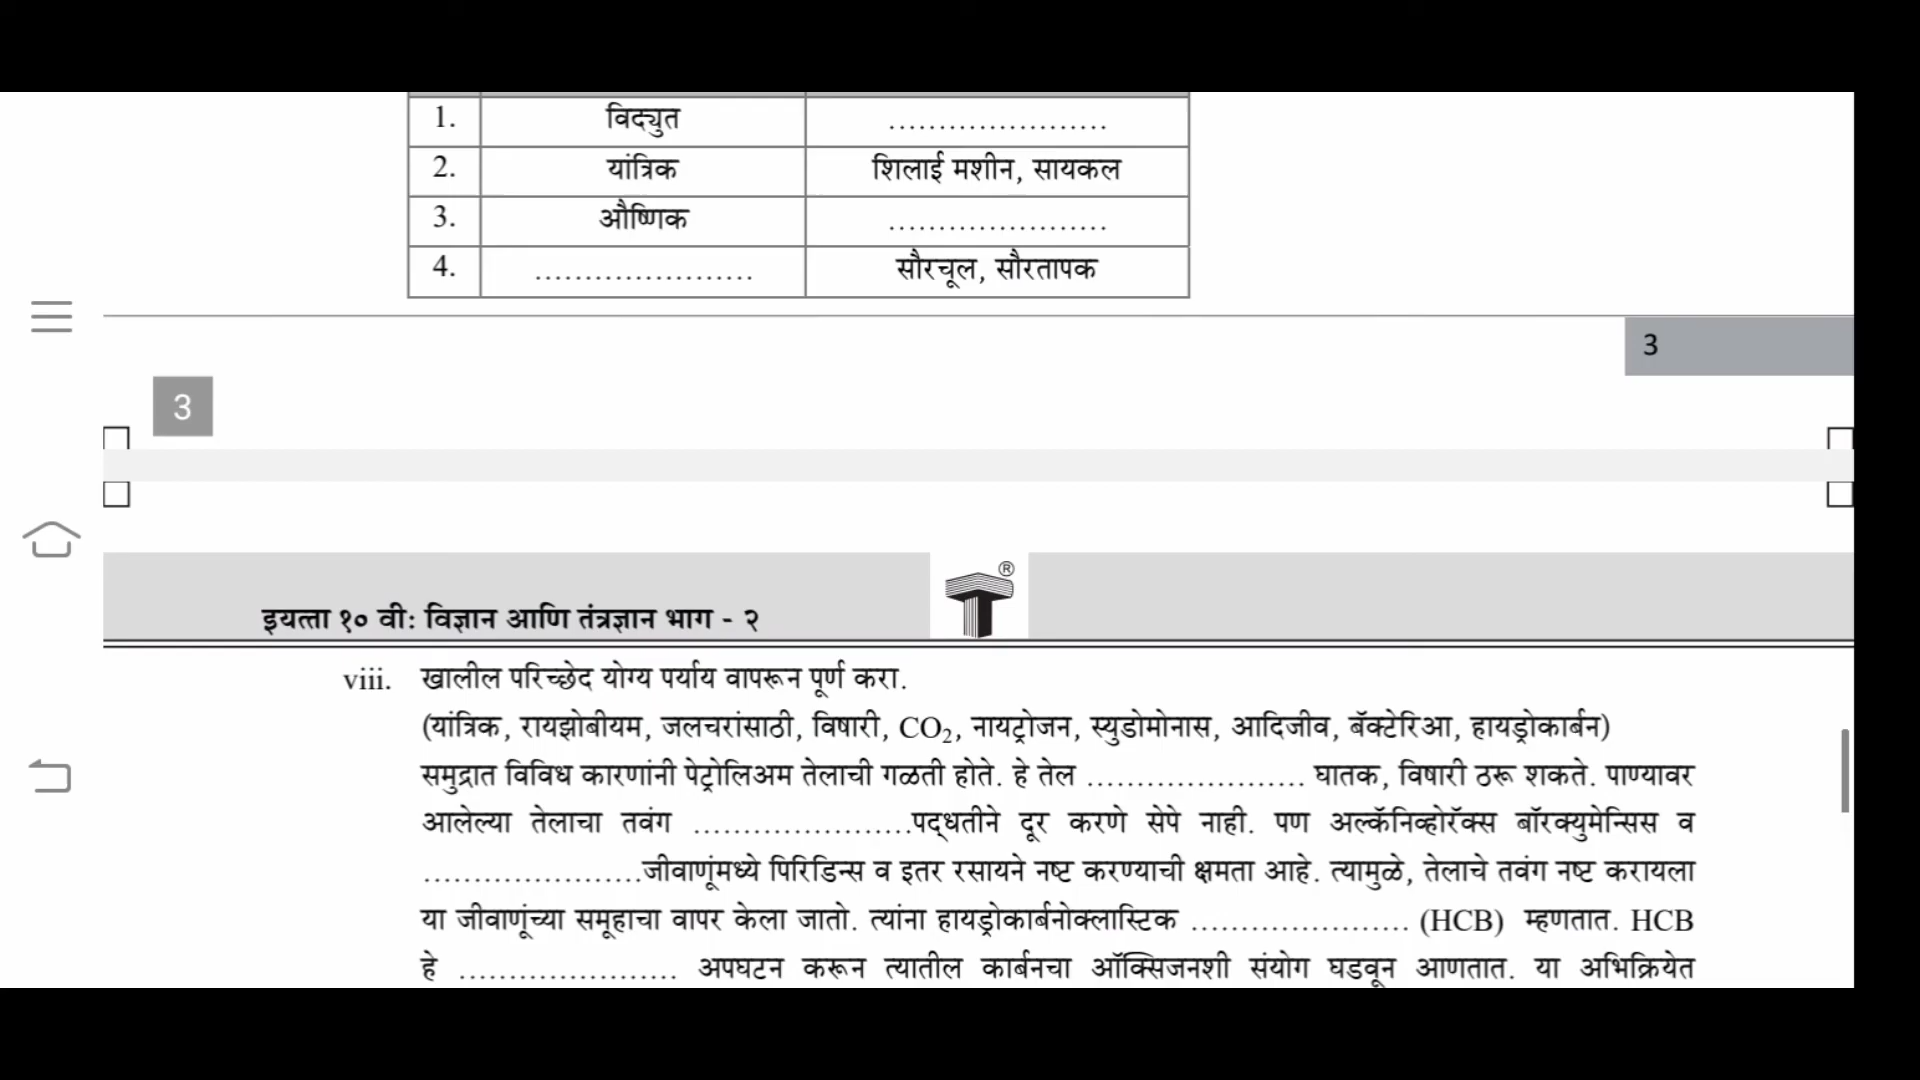 1. विद्युत ......................
2. यांत्रिक शिलाई मशीन, सायकल
3. औष्णिक ......................
4. ...................... सौरचूल, सौरतापक
3
3
®
इयत्ता १० वी: विज्ञान आणि तंत्रज्ञान भाग - २
viii. खालील परिच्छेद योग्य पर्याय वापरून पूर्ण करा.
(यांत्रिक, रायझोबीयम, जलचरांसाठी, विषारी, CO₂, नायट्रोजन, स्युडोमोनास, आदिजीव, बॅक्टेरिआ, हायड्रोकार्बन)
समुद्रात विविध कारणांनी पेट्रोलिअम तेलाची गळती होते. हे तेल ...................... घातक, विषारी ठरू शकते. पाण्यावर
आलेल्या तेलाचा तवंग ......................पद्धतीने दूर करणे सेपे नाही. पण अल्कॅनिव्होरॅक्स बॉरक्युमेन्सिस व
......................जीवाणूंमध्ये पिरिडिन्स व इतर रसायने नष्ट करण्याची क्षमता आहे. त्यामुळे, तेलाचे तवंग नष्ट करायला
या जीवाणूंच्या समूहाचा वापर केला जातो. त्यांना हायड्रोकार्बनोक्लास्टिक ...................... (HCB) म्हणतात. HCB
हे ...................... अपघटन करून त्यातील कार्बनचा ऑक्सिजनशी संयोग घडवून आणतात. या अभिक्रियेत